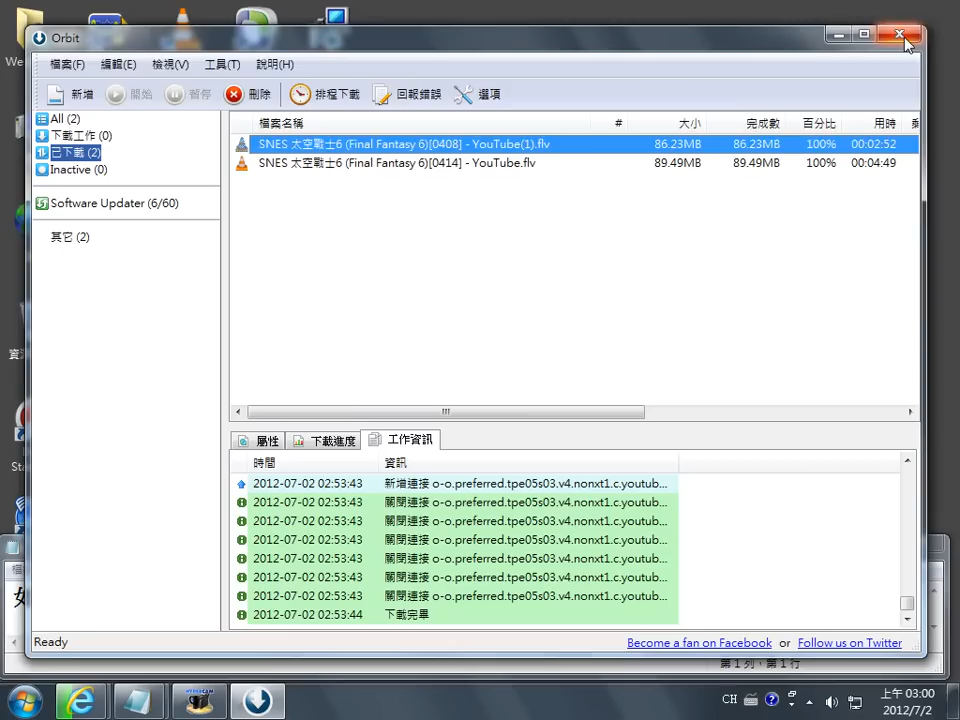 We
Orbit
檔案(F) 編輯(E) 檢視(V) 工具(T) 說明(H)
新增 開始 暫停 刪除 排程下載 回報錯誤 選項
All (2)
下載工作 (0)
已下載 (2)
Inactive (0)
Software Updater (6/60)
其它 (2)
檔案名稱 # 大小 完成數 百分比 用時
SNES 太空戰士6 (Final Fantasy 6)[0408] - YouTube(1).flv 86.23MB 86.23MB 100% 00:02:52
SNES 太空戰士6 (Final Fantasy 6)[0414] - YouTube.flv 89.49MB 89.49MB 100% 00:04:49
屬性 下載進度 工作資訊
時間 資訊
2012-07-02 02:53:43 新增連接 o-o.preferred.tpe05s03.v4.nonxt1.c.youtub...
2012-07-02 02:53:43 關閉連接 o-o.preferred.tpe05s03.v4.nonxt1.c.youtub...
2012-07-02 02:53:43 關閉連接 o-o.preferred.tpe05s03.v4.nonxt1.c.youtub...
2012-07-02 02:53:43 關閉連接 o-o.preferred.tpe05s03.v4.nonxt1.c.youtub...
2012-07-02 02:53:43 關閉連接 o-o.preferred.tpe05s03.v4.nonxt1.c.youtub...
2012-07-02 02:53:43 關閉連接 o-o.preferred.tpe05s03.v4.nonxt1.c.youtub...
2012-07-02 02:53:43 關閉連接 o-o.preferred.tpe05s03.v4.nonxt1.c.youtub...
2012-07-02 02:53:44 下載完畢
Ready Become a fan on Facebook or Follow us on Twitter
第 1 列，第 1 行
CH 上午 03:00
2012/7/2